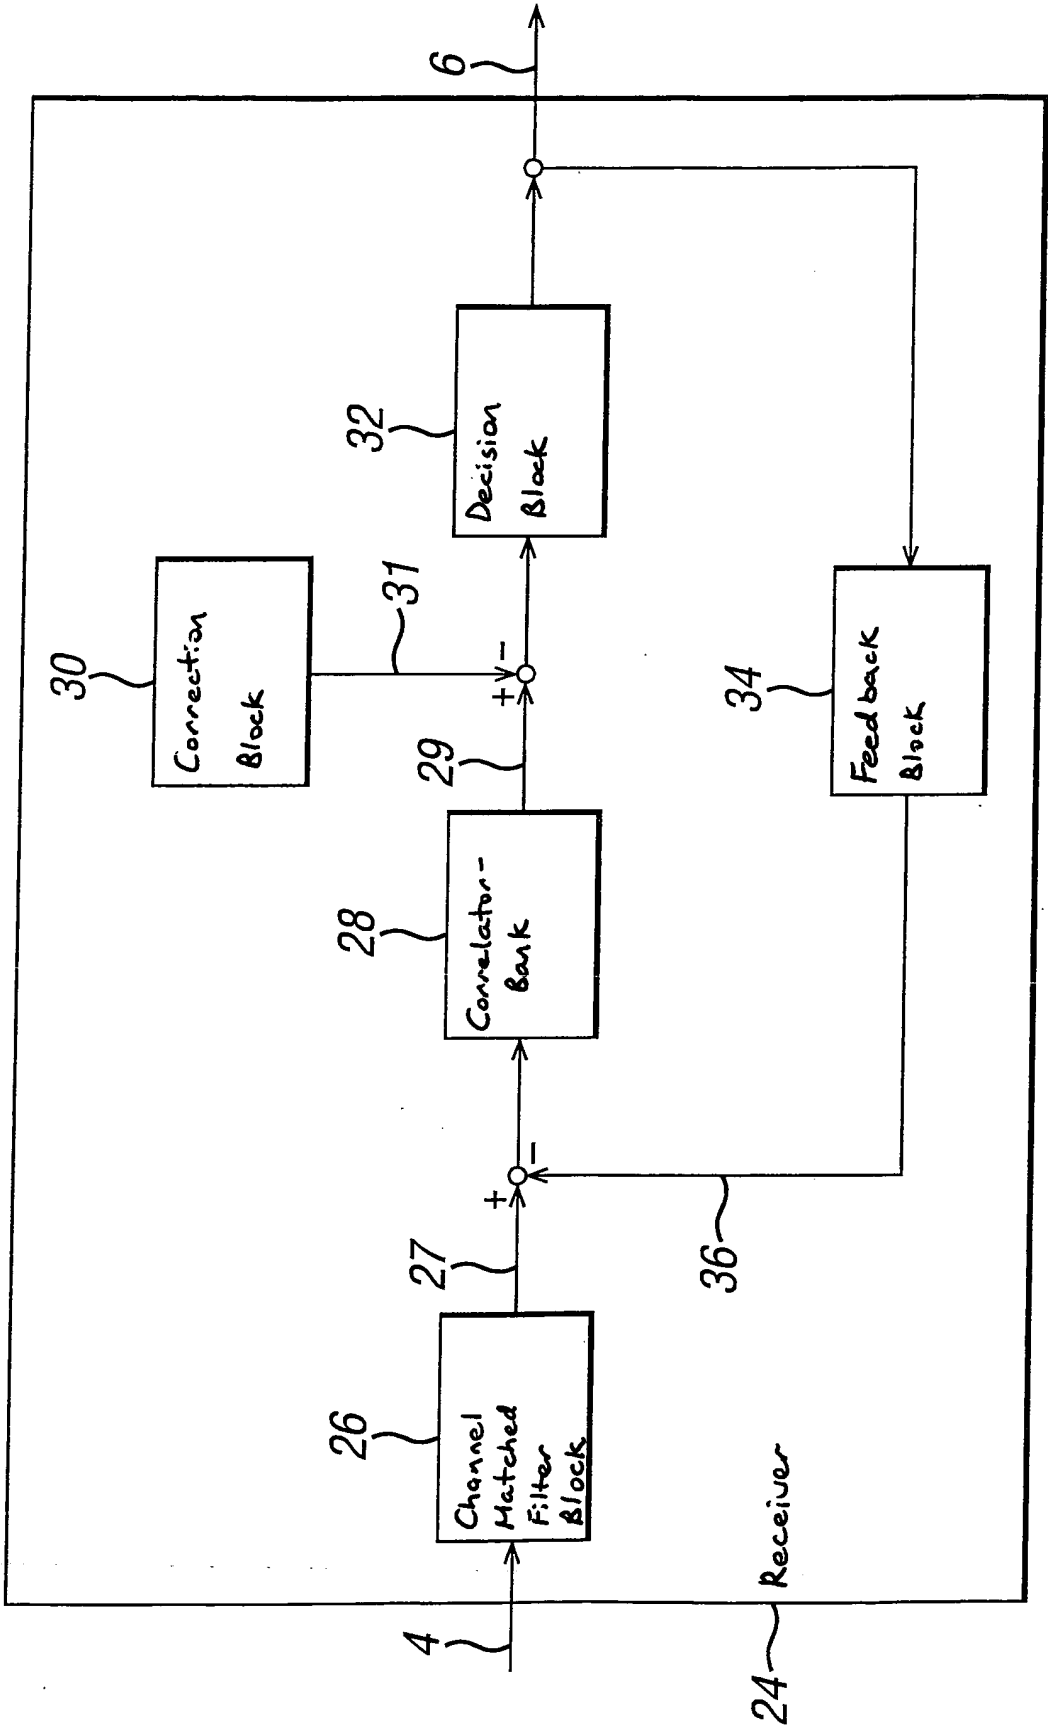 30
Correction
Block
31
26
Channel
Matched
Filter
Block
27
+
−
28
Correlator-
Bank
29
+
−
32
Decision
Block
4
6
36
34
Feedback
Block
24
Receiver